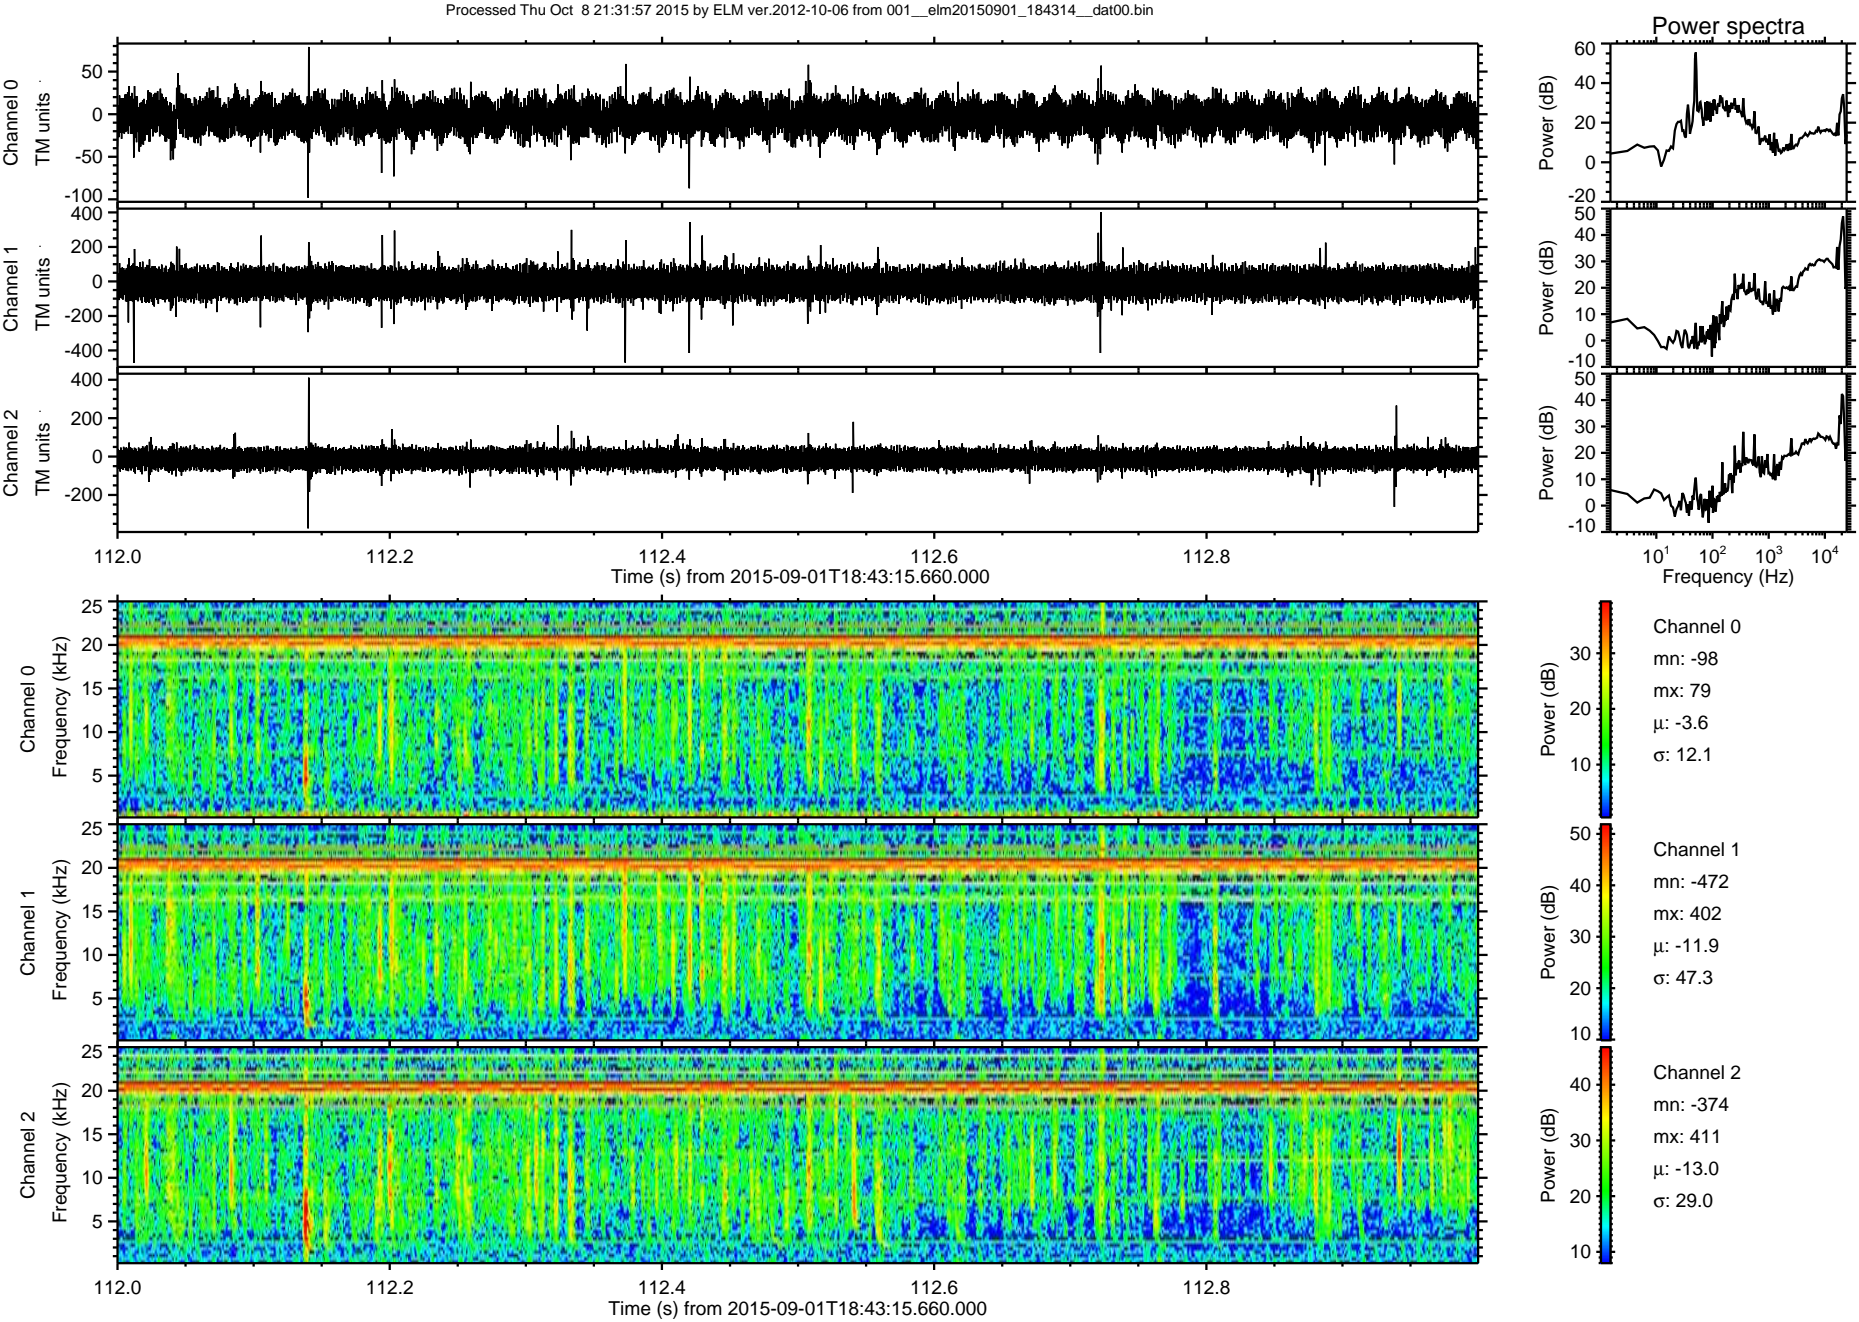 Processed Thu Oct  8 21:31:57 2015 by ELM ver.2012-10-06 from 001__elm20150901_184314__dat00.bin
Power spectra
Channel 0
TM units
50
0
-50
-100
Power (dB)
60
40
20
0
-20
Channel 1
TM units
400
200
0
-200
-400
Power (dB)
50
40
30
20
10
0
-10
Channel 2
TM units
400
200
0
-200
Power (dB)
50
40
30
20
10
0
-10
112.0 112.2 112.4 112.6 112.8
Time (s) from 2015-09-01T18:43:15.660.000
10^1 10^2 10^3 10^4
Frequency (Hz)
Channel 0
Frequency (kHz)
25
20
15
10
5
Power (dB)
30
20
10
Channel 0
mn: -98
mx: 79
μ: -3.6
σ: 12.1
Channel 1
Frequency (kHz)
25
20
15
10
5
Power (dB)
50
40
30
20
10
Channel 1
mn: -472
mx: 402
μ: -11.9
σ: 47.3
Channel 2
Frequency (kHz)
25
20
15
10
5
Power (dB)
40
30
20
10
Channel 2
mn: -374
mx: 411
μ: -13.0
σ: 29.0
112.0 112.2 112.4 112.6 112.8
Time (s) from 2015-09-01T18:43:15.660.000